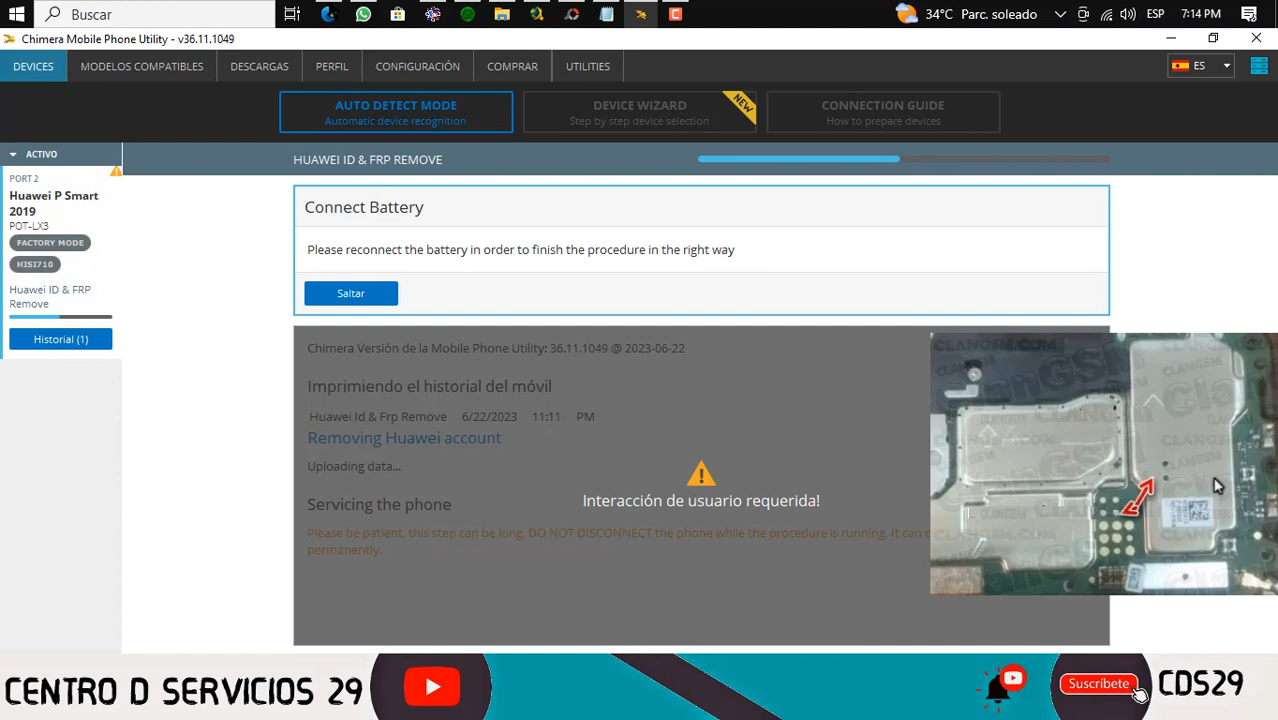 Buscar
34°C Parc. soleado
ESP
7:14 PM
Chimera Mobile Phone Utility - v36.11.1049
DEVICES
MODELOS COMPATIBLES
DESCARGAS
PERFIL
CONFIGURACIÓN
COMPRAR
UTILITIES
ES
AUTO DETECT MODE
Automatic device recognition
DEVICE WIZARD
Step by step device selection
NEW
CONNECTION GUIDE
How to prepare devices
ACTIVO
PORT 2
Huawei P Smart
2019
POT-LX3
FACTORY MODE
HISI710
Huawei ID & FRP
Remove
Historial (1)
HUAWEI ID & FRP REMOVE
Connect Battery
Please reconnect the battery in order to finish the procedure in the right way
Saltar
Chimera Versión de la Mobile Phone Utility: 36.11.1049 @ 2023-06-22
Imprimiendo el historial del móvil
Huawei Id & Frp Remove 6/22/2023 11:11 PM
Removing Huawei account
Uploading data...
Interacción de usuario requerida!
Servicing the phone
Please be patient, this step can be long, DO NOT DISCONNECT the phone while the procedure is running. It can d
permanently.
CLANGSM.COM
ClanGSM
CENTRO D SERVICIOS 29
Suscríbete
CDS29